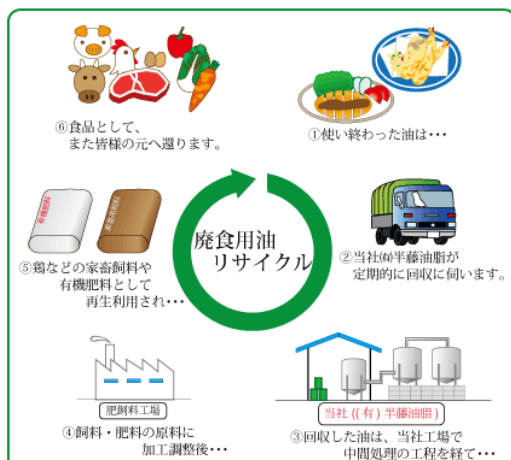 ⑥食品として、
また皆様の元へ還ります。
①使い終わった油は・・・
廃食用油
リサイクル
②当社㈲半藤油脂が
定期的に回収に伺います。
⑤鶏などの家畜飼料や
有機肥料として
再生利用され・・・
肥飼料工場
④飼料・肥料の原料に
加工調整後・・・
当社((有)半藤油脂)
③回収した油は、当社工場で
中間処理の工程を経て・・・